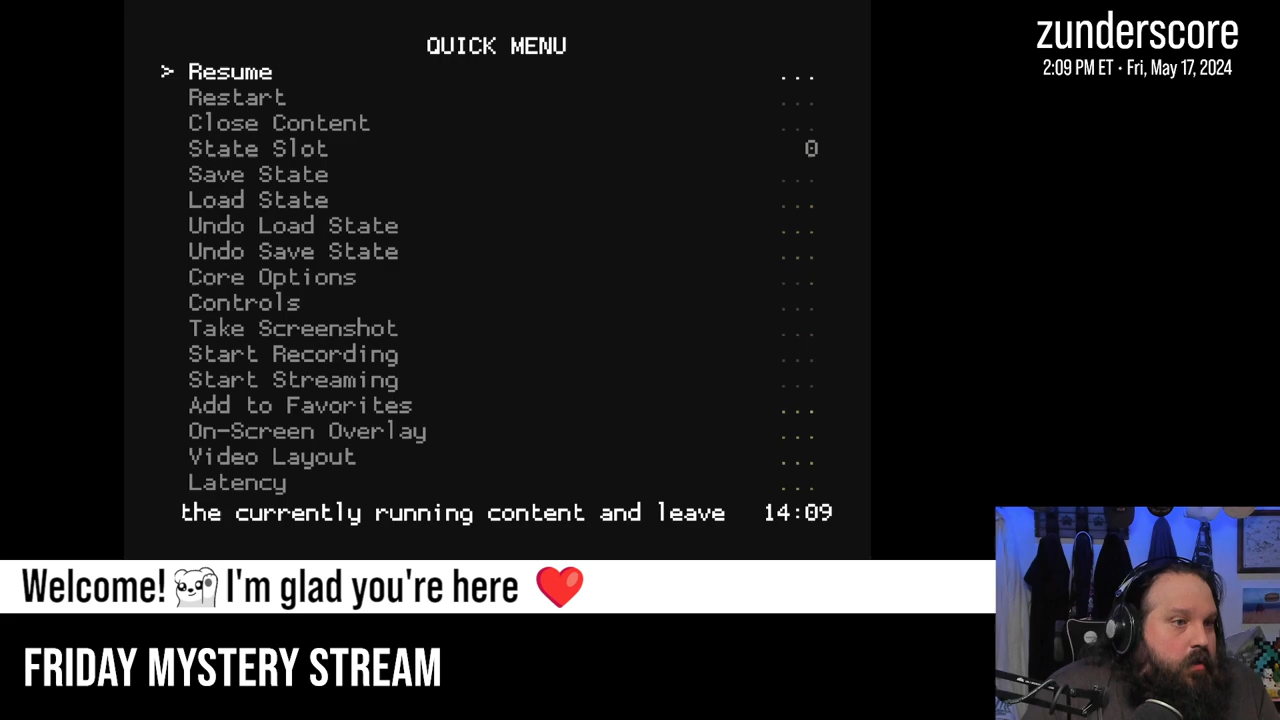 QUICK MENU
> Resume ...
Restart ...
Close Content ...
State Slot 0
Save State ...
Load State ...
Undo Load State ...
Undo Save State ...
Core Options ...
Controls ...
Take Screenshot ...
Start Recording ...
Start Streaming ...
Add to Favorites ...
On-Screen Overlay ...
Video Layout ...
Latency ...
the currently running content and leave 14:09
zunderscore
2:09 PM ET • Fri, May 17, 2024
Welcome! I'm glad you're here ❤️
FRIDAY MYSTERY STREAM